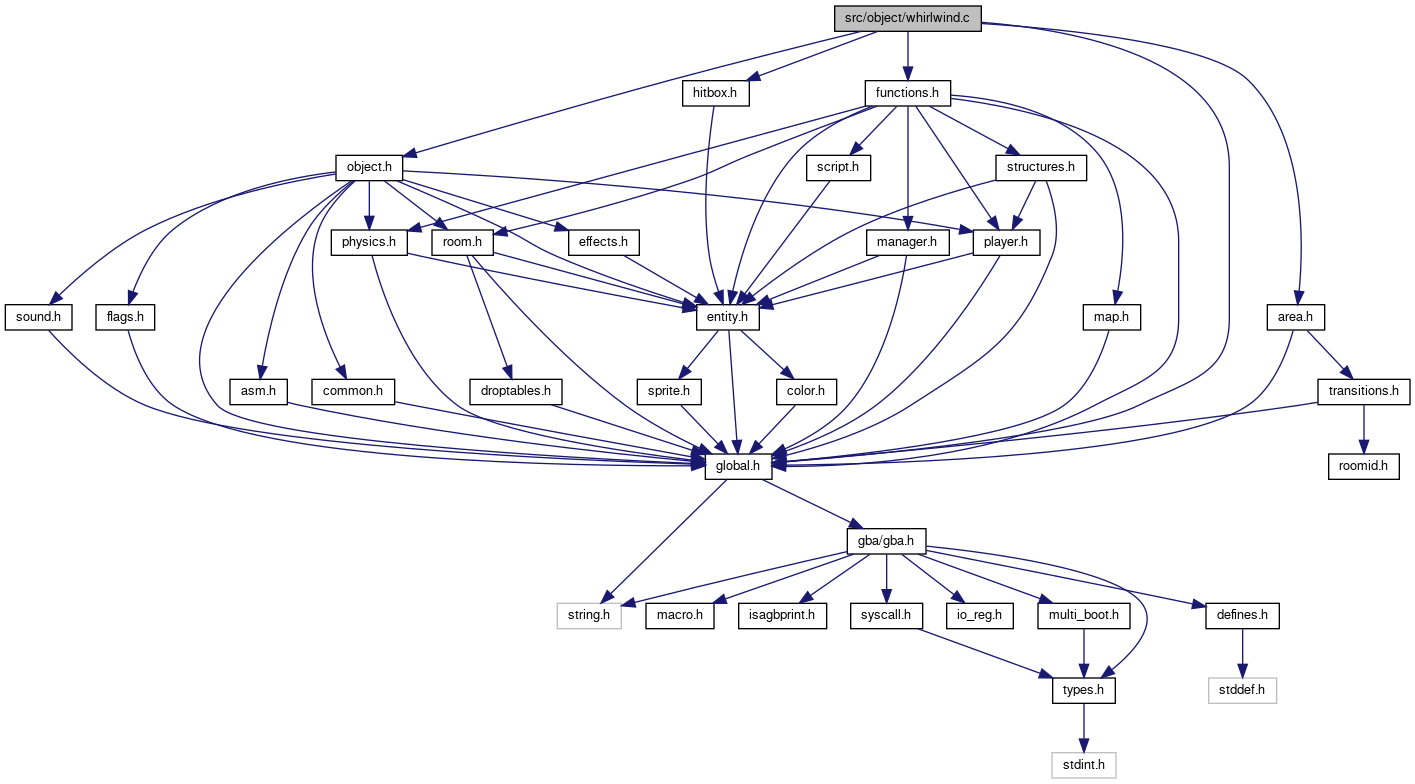 src/object/whirlwind.c
hitbox.h
functions.h
object.h
script.h
structures.h
physics.h
room.h
effects.h
manager.h
player.h
sound.h
flags.h
entity.h
map.h
area.h
asm.h
common.h
droptables.h
sprite.h
color.h
transitions.h
global.h
roomid.h
gba/gba.h
string.h
macro.h
isagbprint.h
syscall.h
io_reg.h
multi_boot.h
defines.h
types.h
stddef.h
stdint.h